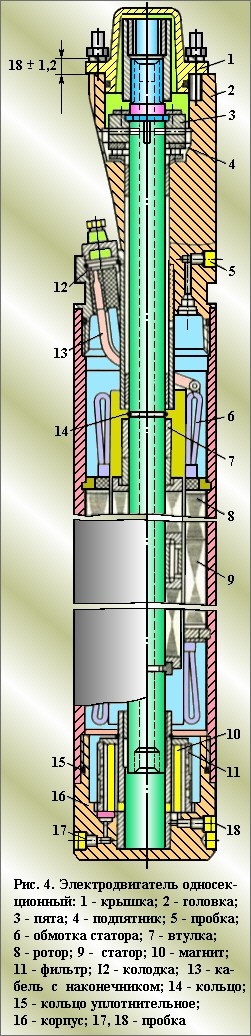 18 ± 1,2
1
2
3
4
5
12
13
14
6
7
8
9
10
15
11
16
17
18
Рис. 4. Электродвигатель односек-
ционный: 1 - крышка; 2 - головка;
3 - пята; 4 - подпятник; 5 - пробка;
6 - обмотка статора; 7 - втулка;
8 - ротор; 9 - статор; 10 - магнит;
11 - фильтр; I2 - колодка; 13 - ка-
бель с наконечником; 14 - кольцо;
15 - кольцо уплотнительное;
16 - корпус; 17, 18 - пробка